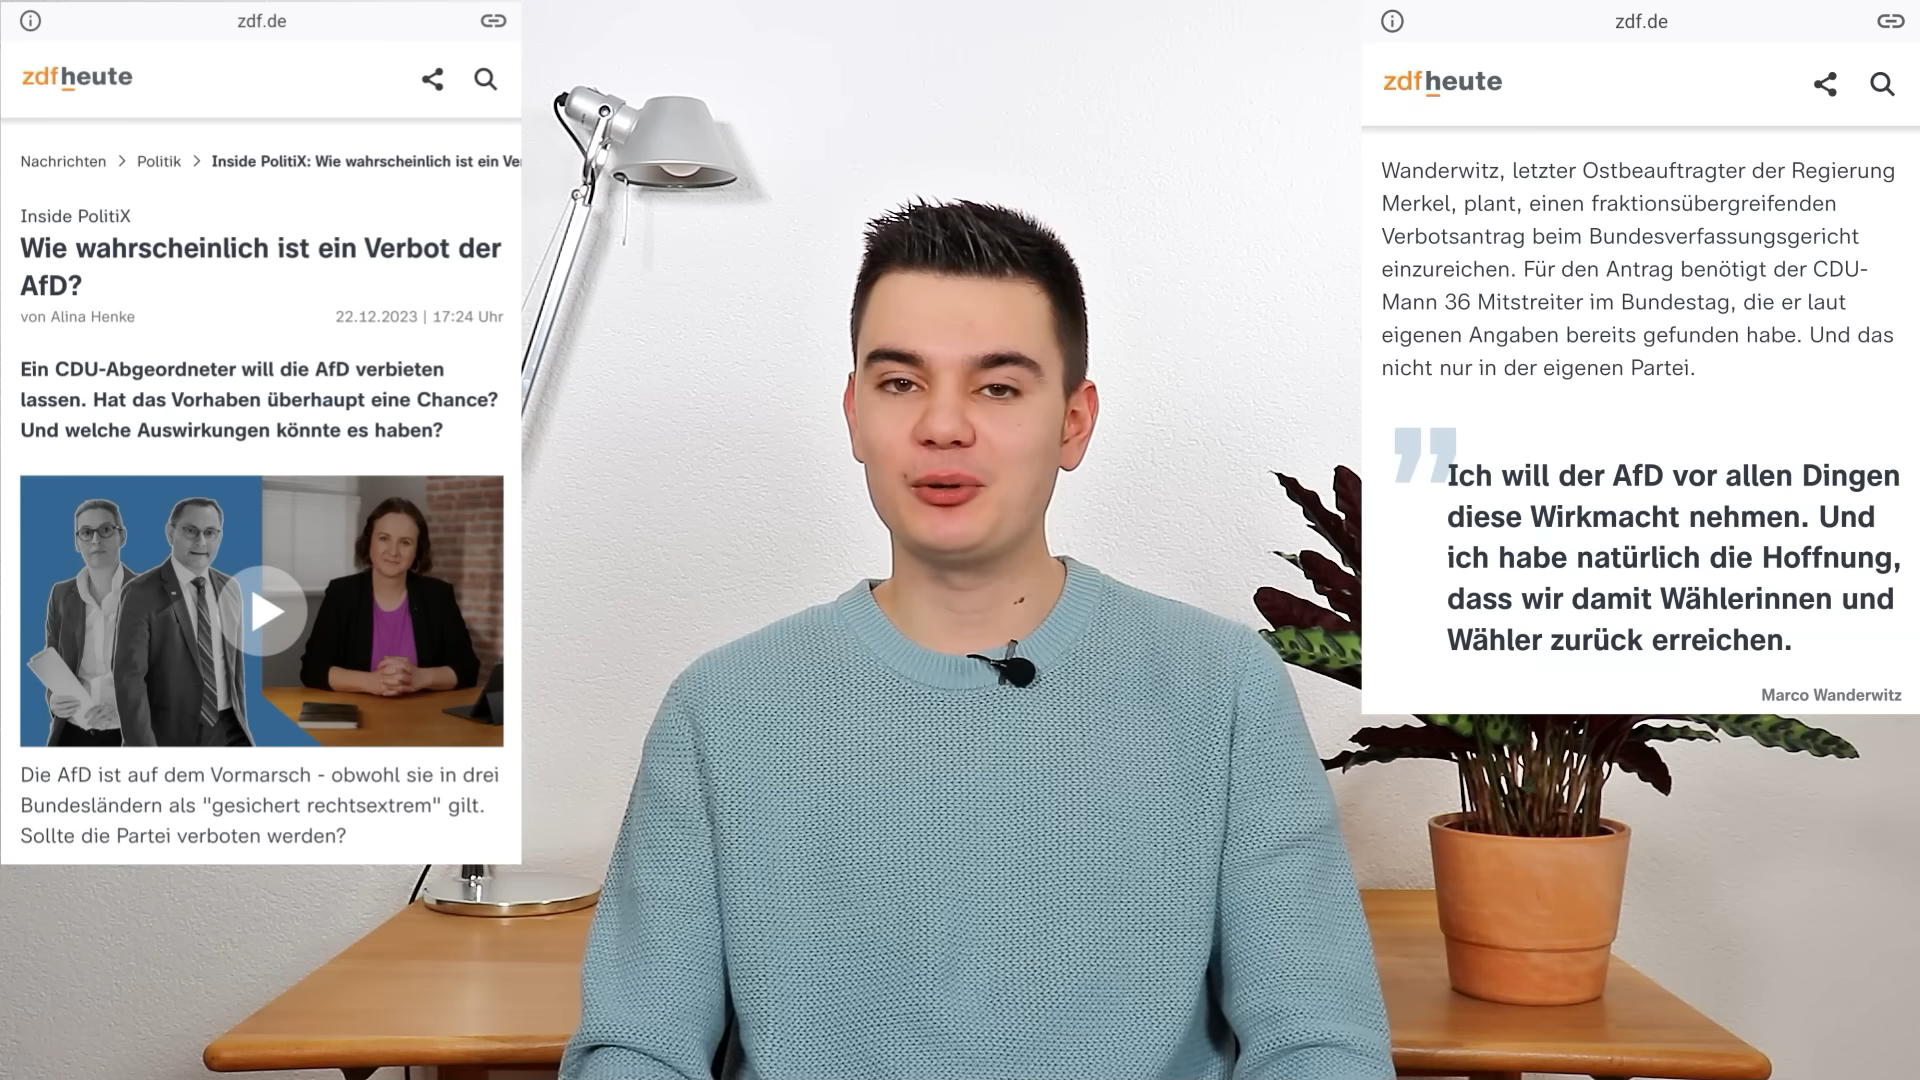 zdf.de
zdfheute
Nachrichten > Politik > Inside PolitiX: Wie wahrscheinlich ist ein Ve
Inside PolitiX
Wie wahrscheinlich ist ein Verbot der
AfD?
von Alina Henke 22.12.2023 | 17:24 Uhr
Ein CDU-Abgeordneter will die AfD verbieten
lassen. Hat das Vorhaben überhaupt eine Chance?
Und welche Auswirkungen könnte es haben?
Die AfD ist auf dem Vormarsch - obwohl sie in drei
Bundesländern als "gesichert rechtsextrem" gilt.
Sollte die Partei verboten werden?
zdf.de
zdfheute
Wanderwitz, letzter Ostbeauftragter der Regierung
Merkel, plant, einen fraktionsübergreifenden
Verbotsantrag beim Bundesverfassungsgericht
einzureichen. Für den Antrag benötigt der CDU-
Mann 36 Mitstreiter im Bundestag, die er laut
eigenen Angaben bereits gefunden habe. Und das
nicht nur in der eigenen Partei.
Ich will der AfD vor allen Dingen
diese Wirkmacht nehmen. Und
ich habe natürlich die Hoffnung,
dass wir damit Wählerinnen und
Wähler zurück erreichen.
Marco Wanderwitz